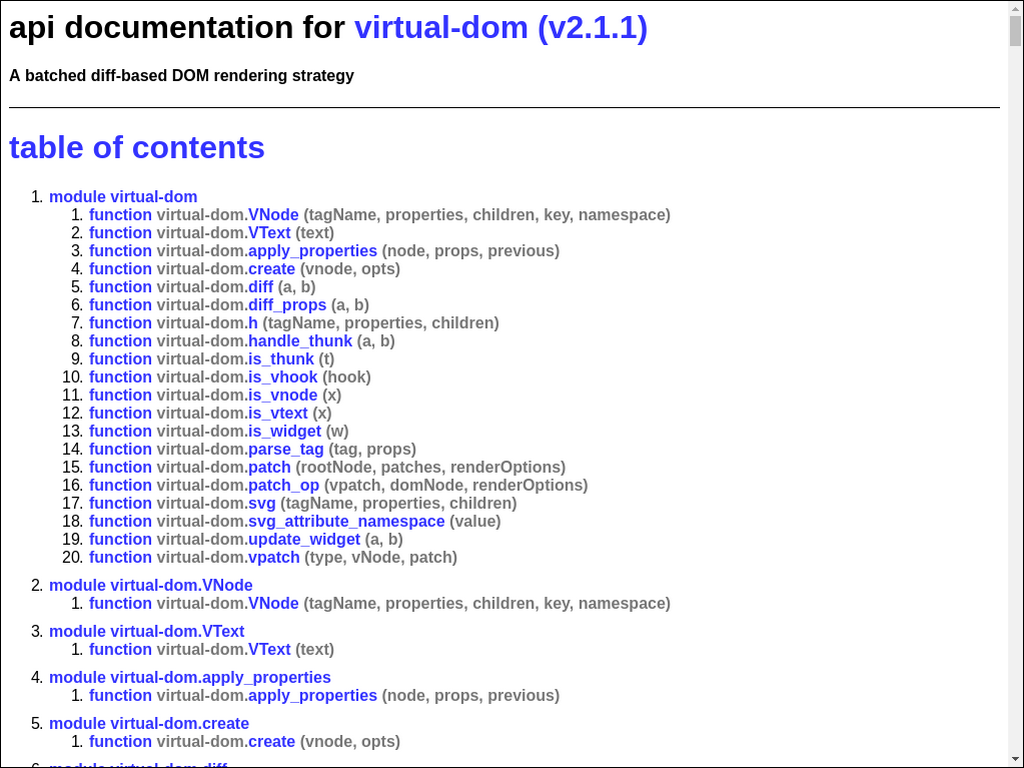 api documentation for virtual-dom (v2.1.1)
A batched diff-based DOM rendering strategy
table of contents
1. module virtual-dom
1. function virtual-dom.VNode (tagName, properties, children, key, namespace)
2. function virtual-dom.VText (text)
3. function virtual-dom.apply_properties (node, props, previous)
4. function virtual-dom.create (vnode, opts)
5. function virtual-dom.diff (a, b)
6. function virtual-dom.diff_props (a, b)
7. function virtual-dom.h (tagName, properties, children)
8. function virtual-dom.handle_thunk (a, b)
9. function virtual-dom.is_thunk (t)
10. function virtual-dom.is_vhook (hook)
11. function virtual-dom.is_vnode (x)
12. function virtual-dom.is_vtext (x)
13. function virtual-dom.is_widget (w)
14. function virtual-dom.parse_tag (tag, props)
15. function virtual-dom.patch (rootNode, patches, renderOptions)
16. function virtual-dom.patch_op (vpatch, domNode, renderOptions)
17. function virtual-dom.svg (tagName, properties, children)
18. function virtual-dom.svg_attribute_namespace (value)
19. function virtual-dom.update_widget (a, b)
20. function virtual-dom.vpatch (type, vNode, patch)
2. module virtual-dom.VNode
1. function virtual-dom.VNode (tagName, properties, children, key, namespace)
3. module virtual-dom.VText
1. function virtual-dom.VText (text)
4. module virtual-dom.apply_properties
1. function virtual-dom.apply_properties (node, props, previous)
5. module virtual-dom.create
1. function virtual-dom.create (vnode, opts)
6. module virtual-dom.diff